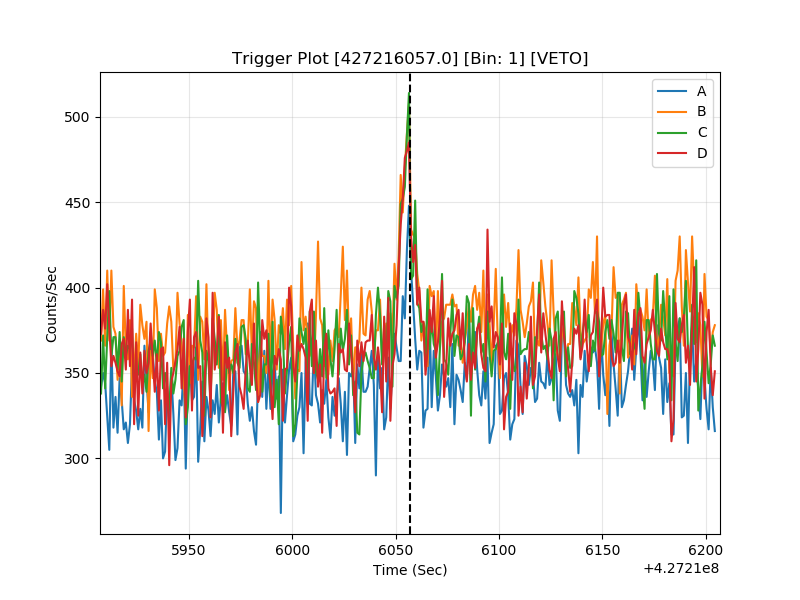 Trigger Plot [427216057.0] [Bin: 1] [VETO]
A
B
C
D
500
450
400
350
300
Counts/Sec
5950
6000
6050
6100
6150
6200
+4.2721e8
Time (Sec)